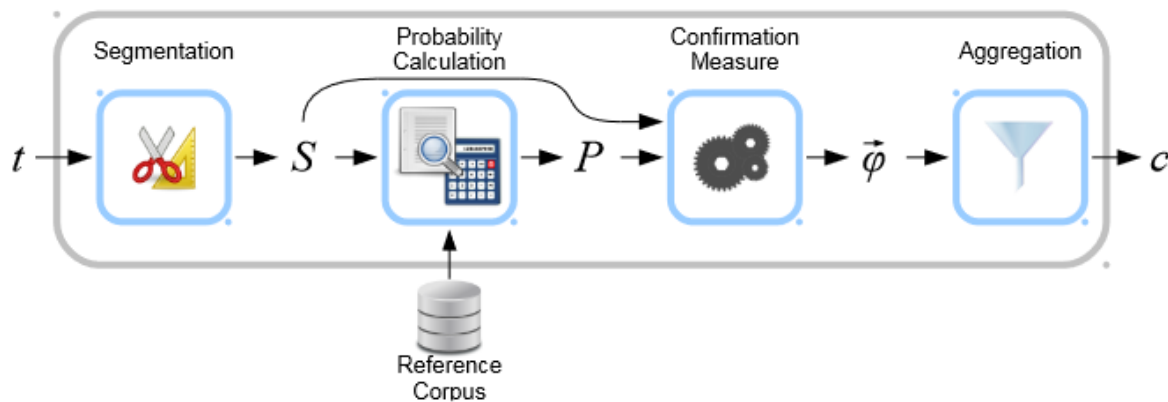 Segmentation
Probability
Calculation
Confirmation
Measure
Aggregation
t
S
P
φ⃗
c
Reference
Corpus